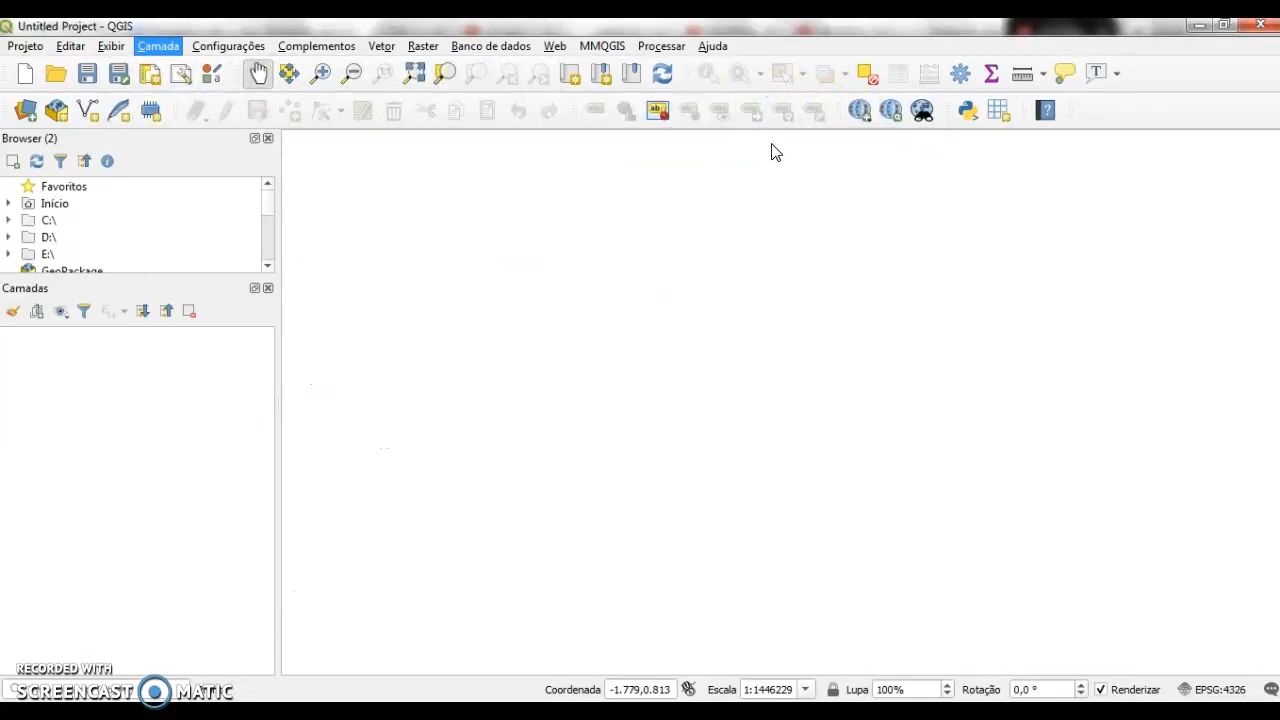 Untitled Project - QGIS
Projeto Editar Exibir Camada Configurações Complementos Vetor Raster Banco de dados Web MMQGIS Processar Ajuda
Browser (2)
Favoritos
Início
C:\
D:\
E:\
GeoPackage
Camadas
RECORDED WITH
SCREENCAST MATIC
Coordenada -1.779,0.813 Escala 1:1446229 Lupa 100% Rotação 0,0 ° Renderizar EPSG:4326